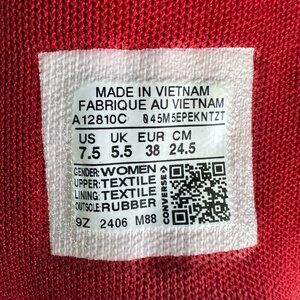 MADE IN VIETNAM
FABRIQUE AU VIETNAM
A12810C 045M5EPEKNTZT
US UK EUR CM
7.5 5.5 38 24.5
GENDER: WOMEN
UPPER: TEXTILE
LINING: TEXTILE
OUTSOLE: RUBBER
CONVERSE
9Z 2406 M88